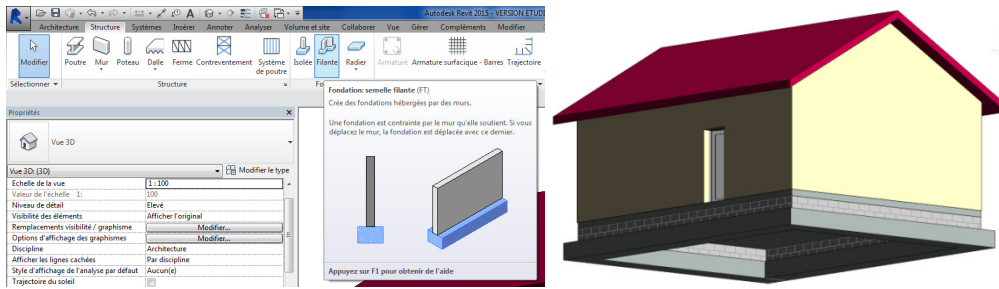 Autodesk Revit 2015 - VERSION ETUDI
Architecture Structure Systèmes Insérer Annoter Analyser Volume et site Collaborer Vue Gérer Compléments Modifier
Modifier Poutre Mur Poteau Dalle Ferme Contreventement Système de poutre Isolée Filante Radier Armature Armature surfacique - Barres Trajectoire
Sélectionner Structure Fo
Fondation: semelle filante (FT)
Crée des fondations hébergées par des murs.
Une fondation est contrainte par le mur qu'elle soutient. Si vous
déplacez le mur, la fondation est déplacée avec ce dernier.
Appuyez sur F1 pour obtenir de l'aide
Propriétés
Vue 3D
Vue 3D: {3D} Modifier le type
Echelle de la vue 1 : 100
Valeur de l'échelle 1: 100
Niveau de détail Elevé
Visibilité des éléments Afficher l'original
Remplacements visibilité / graphisme Modifier...
Options d'affichage des graphismes Modifier...
Discipline Architecture
Afficher les lignes cachées Par discipline
Style d'affichage de l'analyse par défaut Aucun(e)
Trajectoire du soleil